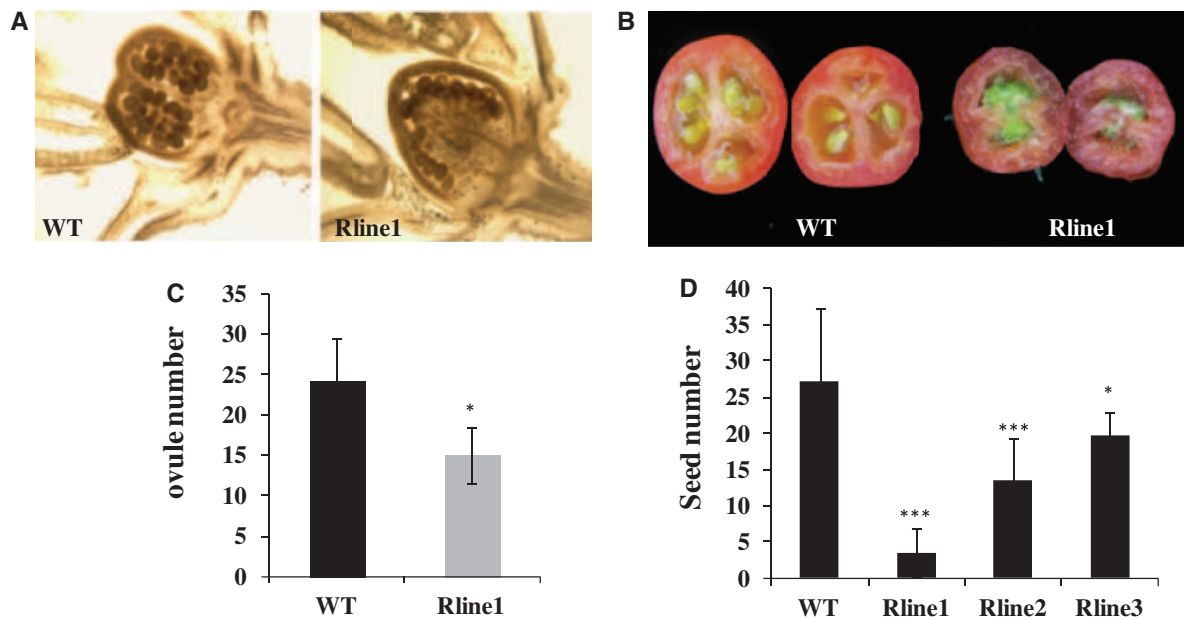 A
WT
Rline1
B
WT
Rline1
C
ovule number
35
30
25
20
15
10
5
0
*
WT
Rline1
D
Seed number
40
35
30
25
20
15
10
5
0
***
***
*
WT
Rline1
Rline2
Rline3